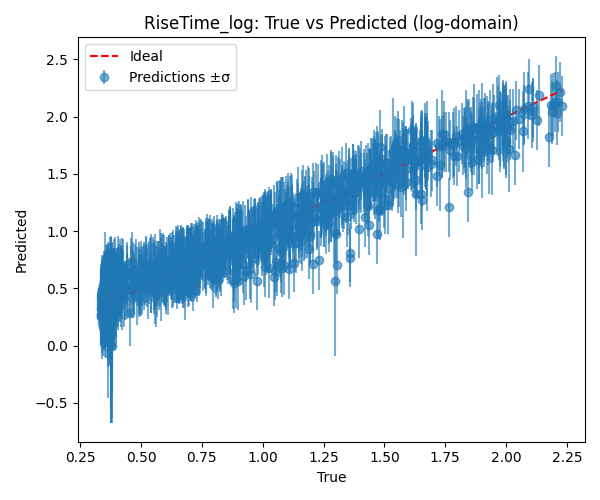 RiseTime_log: True vs Predicted (log-domain)
Ideal
Predictions ±σ
Predicted
2.5
2.0
1.5
1.0
0.5
0.0
−0.5
0.25 0.50 0.75 1.00 1.25 1.50 1.75 2.00 2.25
True